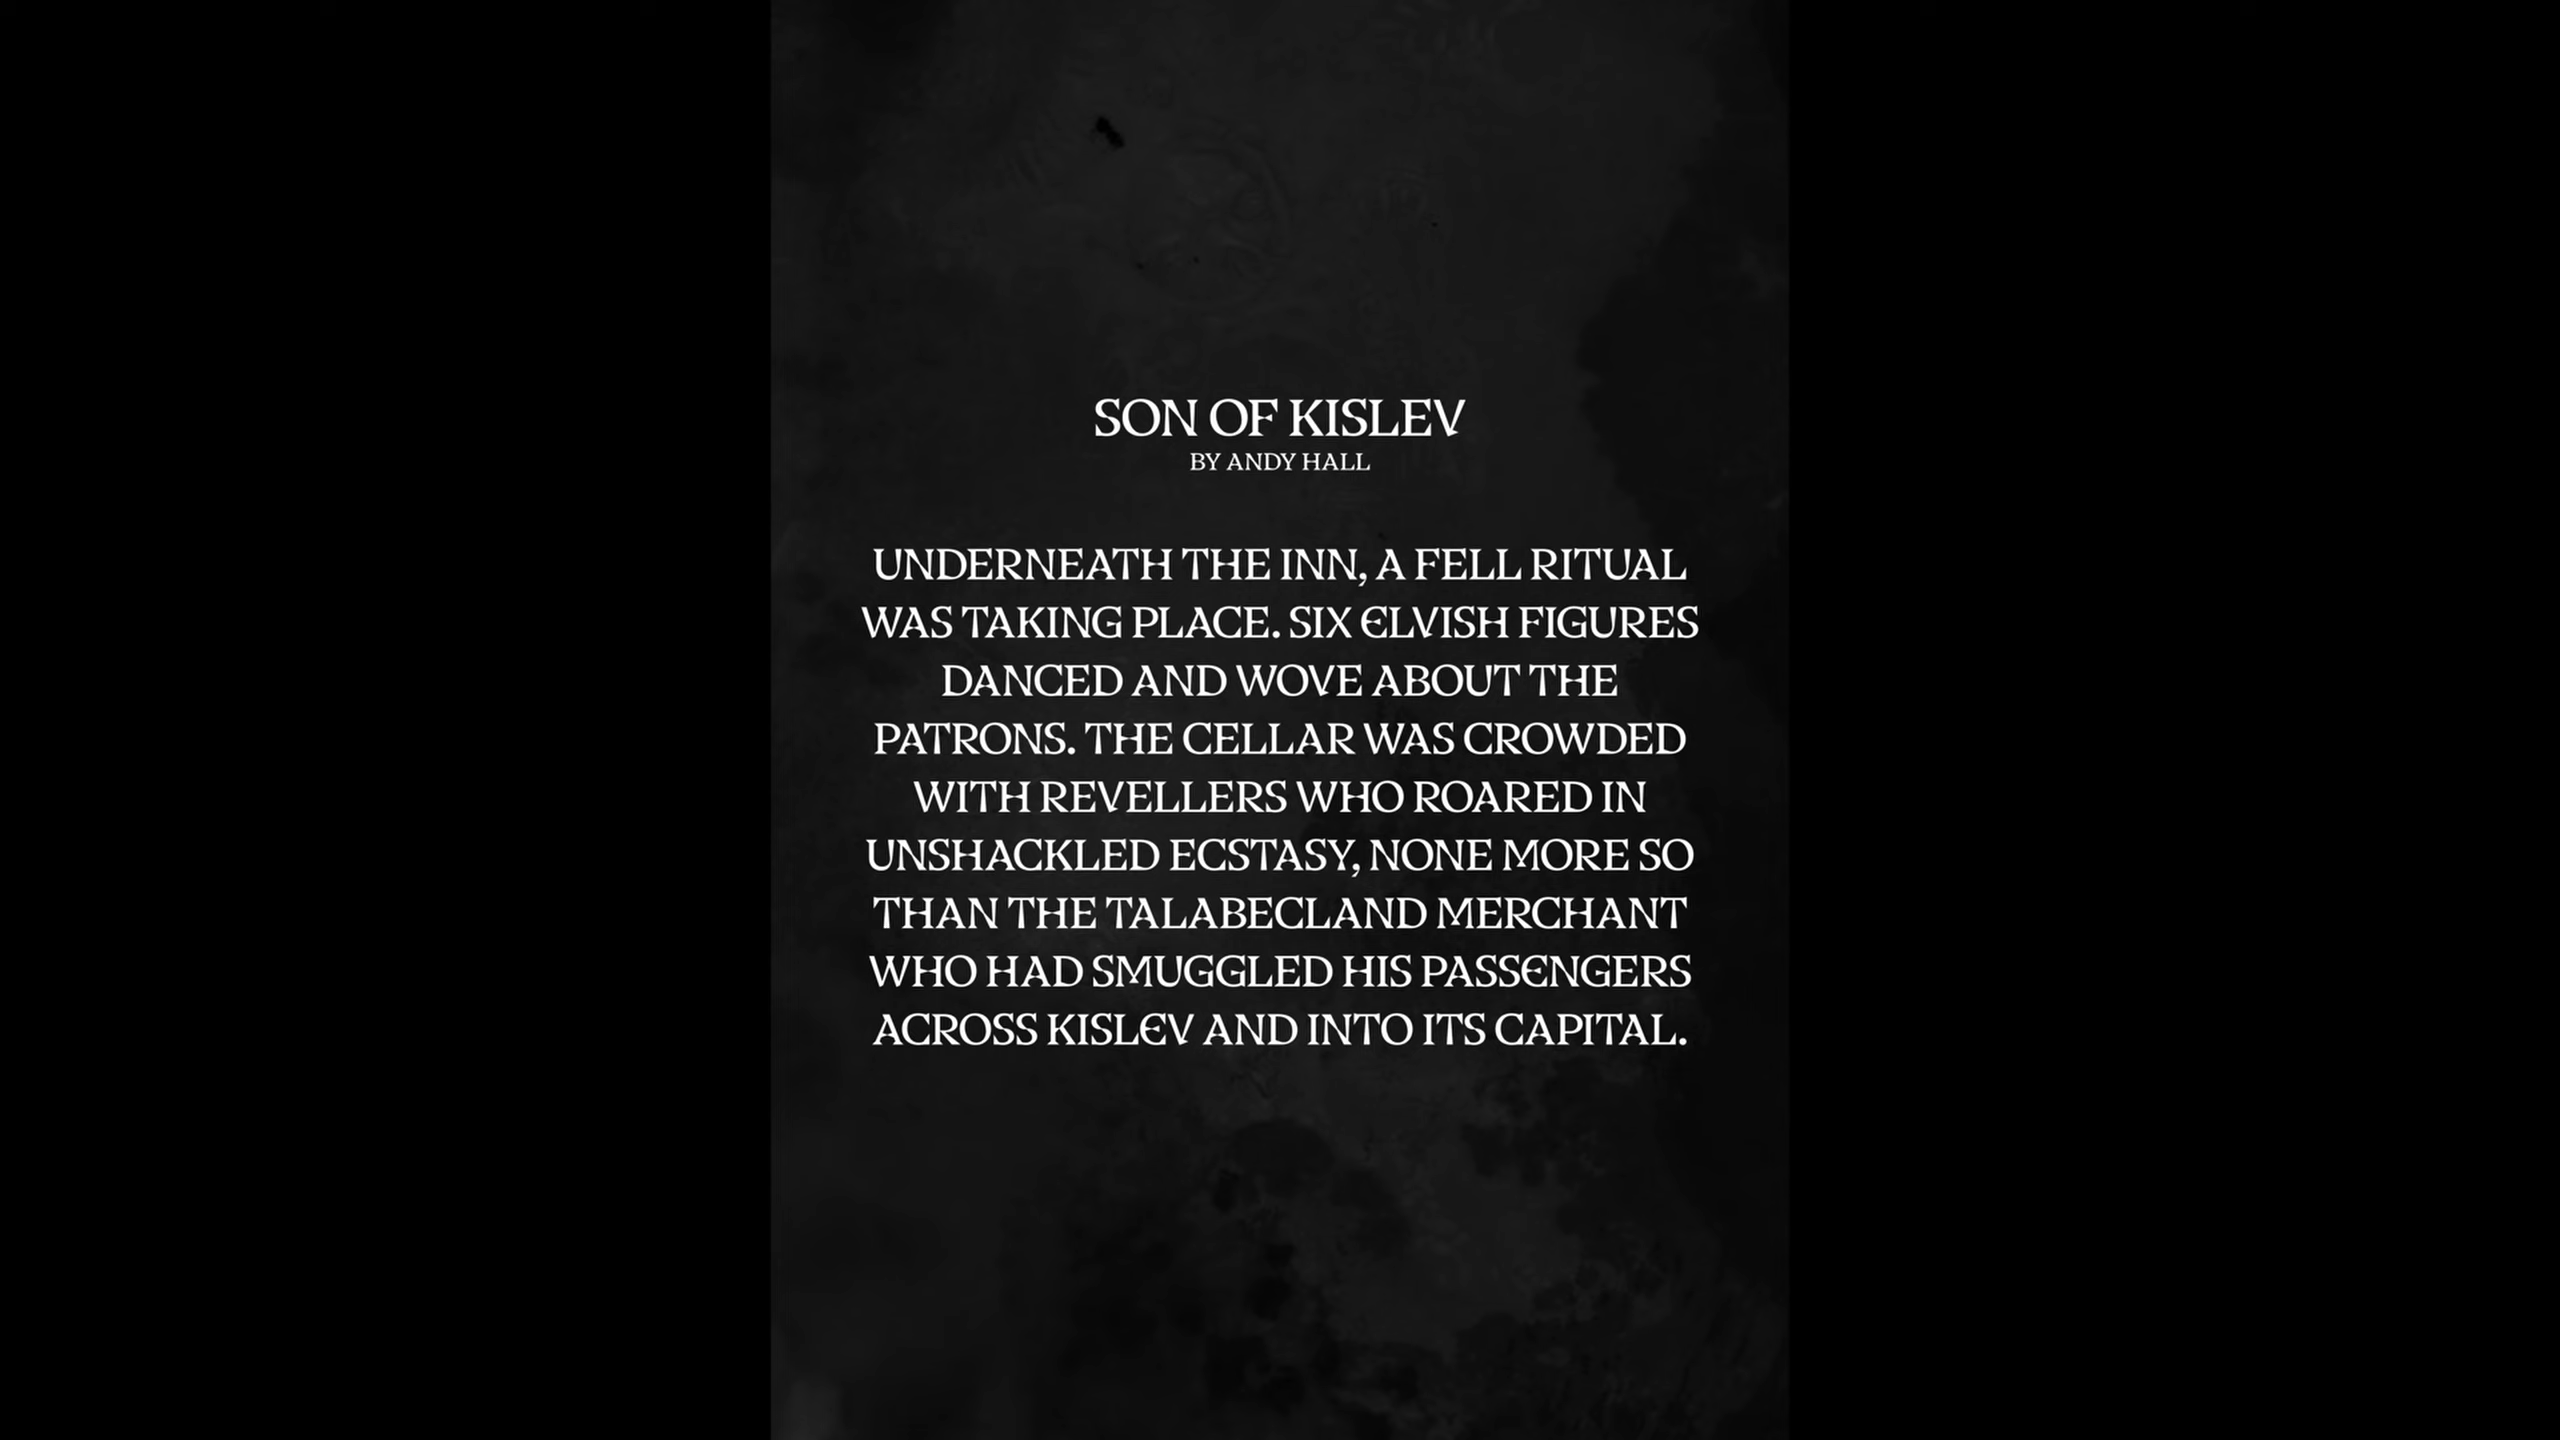 SON OF KISLEV
BY ANDY HALL
UNDERNEATH THE INN, A FELL RITUAL
WAS TAKING PLACE. SIX ELVISH FIGURES
DANCED AND WOVE ABOUT THE
PATRONS. THE CELLAR WAS CROWDED
WITH REVELLERS WHO ROARED IN
UNSHACKLED ECSTASY, NONE MORE SO
THAN THE TALABECLAND MERCHANT
WHO HAD SMUGGLED HIS PASSENGERS
ACROSS KISLEV AND INTO ITS CAPITAL.